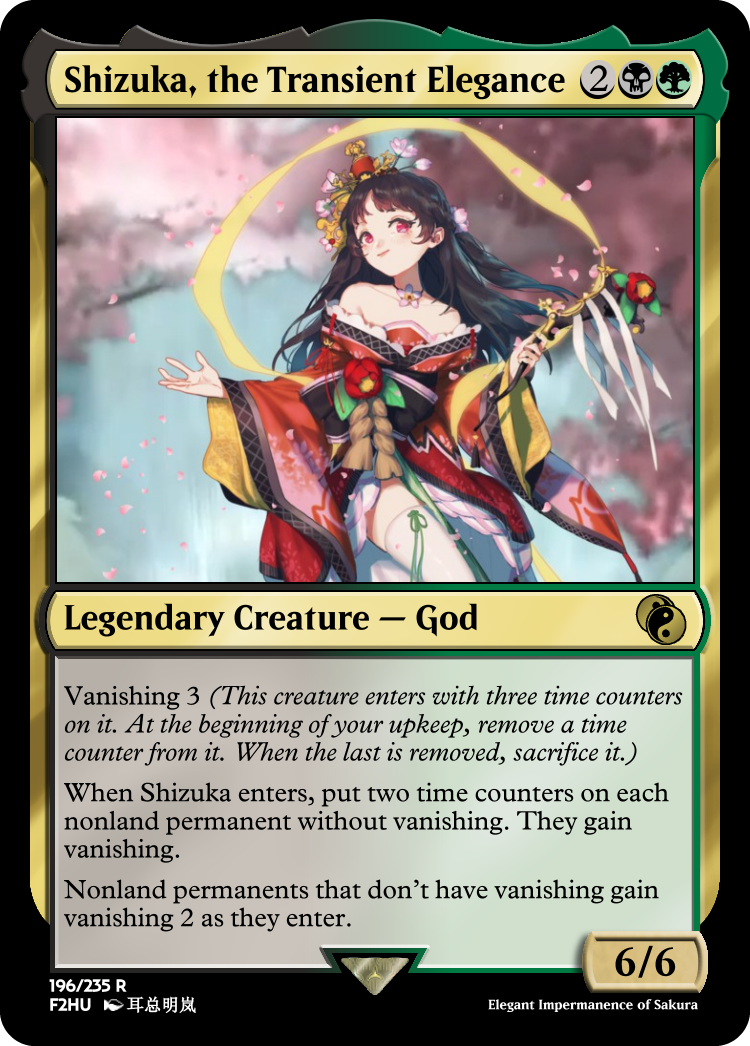 Shizuka, the Transient Elegance 2
Legendary Creature — God
Vanishing 3 (This creature enters with three time counters
on it. At the beginning of your upkeep, remove a time
counter from it. When the last is removed, sacrifice it.)
When Shizuka enters, put two time counters on each
nonland permanent without vanishing. They gain
vanishing.
Nonland permanents that don't have vanishing gain
vanishing 2 as they enter.
6/6
196/235 R
F2HU 耳总明岚
Elegant Impermanence of Sakura